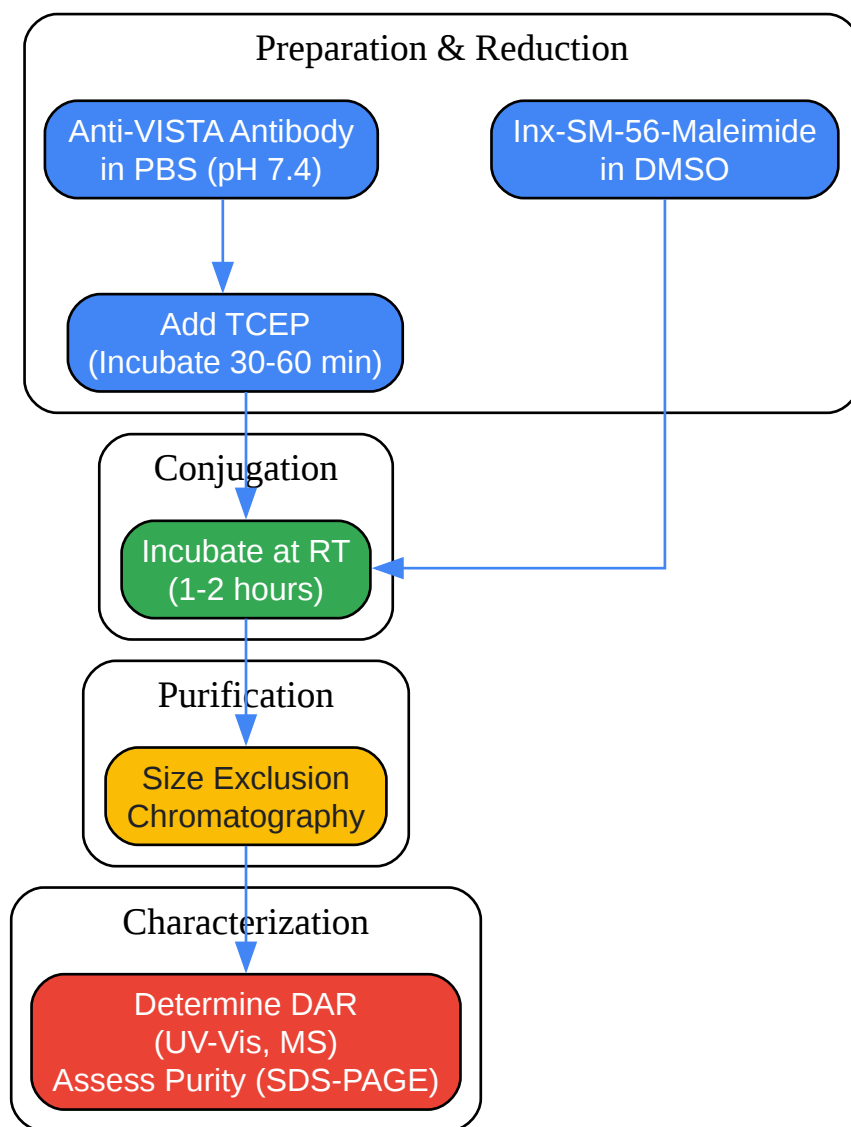 Preparation & Reduction
Anti-VISTA Antibody
in PBS (pH 7.4)
Inx-SM-56-Maleimide
in DMSO
Add TCEP
(Incubate 30-60 min)
Conjugation
Incubate at RT
(1-2 hours)
Purification
Size Exclusion
Chromatography
Characterization
Determine DAR
(UV-Vis, MS)
Assess Purity (SDS-PAGE)